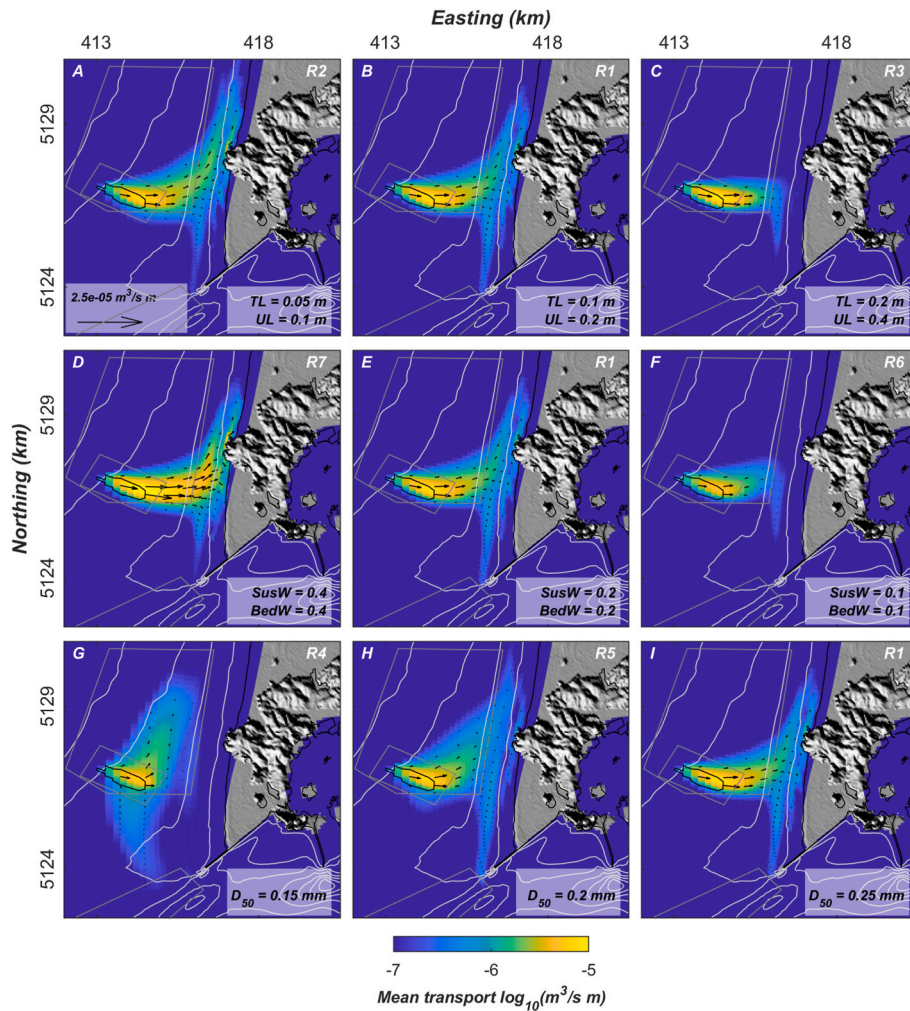 Easting (km)
413 418 413 418 413 418
A R2 B R1 C R3
5129
5124
2.5e-05 m³/s m
TL = 0.05 m
UL = 0.1 m
TL = 0.1 m
UL = 0.2 m
TL = 0.2 m
UL = 0.4 m
D R7 E R1 F R6
5129
Northing (km)
5124
SusW = 0.4
BedW = 0.4
SusW = 0.2
BedW = 0.2
SusW = 0.1
BedW = 0.1
G R4 H R5 I R1
5129
5124
D₅₀ = 0.15 mm
D₅₀ = 0.2 mm
D₅₀ = 0.25 mm
-7 -6 -5
Mean transport log₁₀(m³/s m)